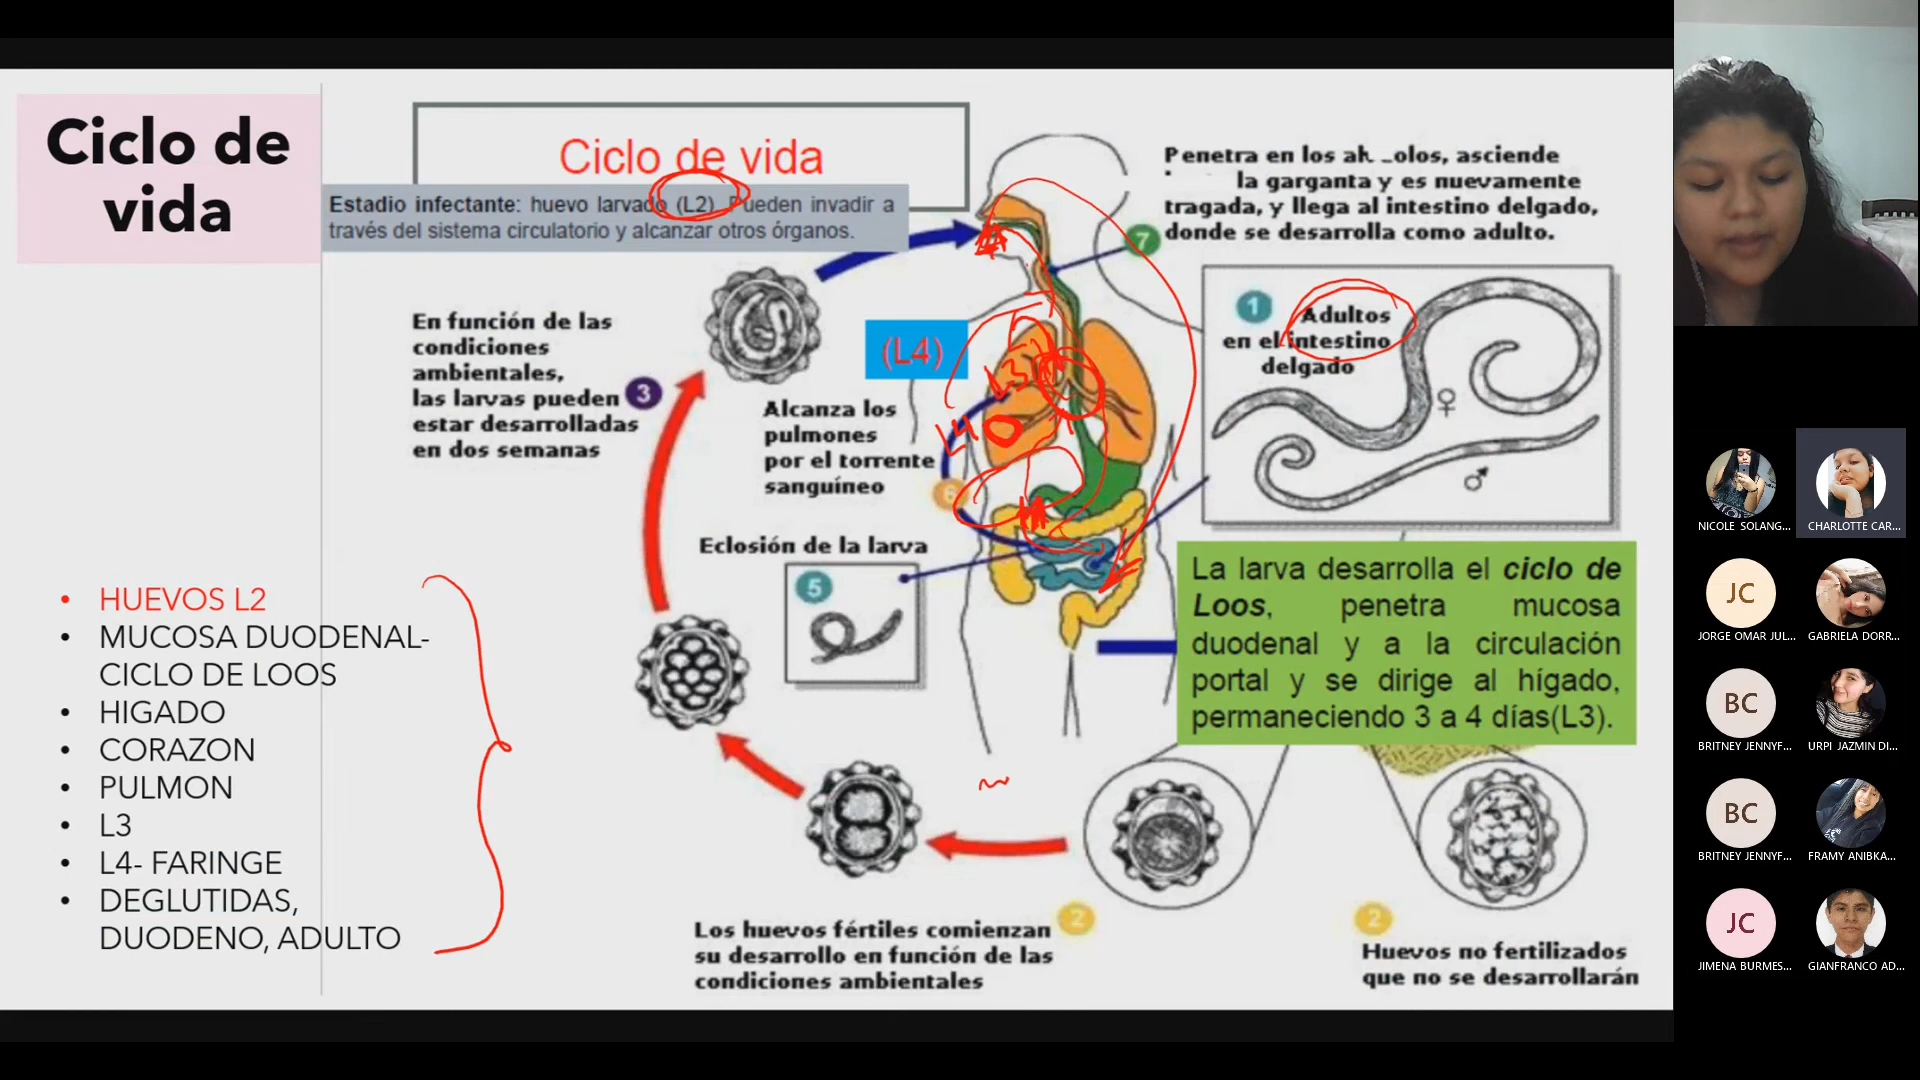 Ciclo de
vida
Ciclo de vida
Estadio infectante: huevo larvado (L2). Pueden invadir a
través del sistema circulatorio y alcanzar otros órganos.
Penetra en los
la garganta y es nuevamente
tragada, y llega al intestino delgado,
donde se desarrolla como adulto.
asciende
7
1
Adultos
en el intestino
delgado
♀
♂
En función de las
condiciones
ambientales,
las larvas pueden
estar desarrolladas
en dos semanas
3
(L4)
L3
L4
Alcanza los
pulmones
por el torrente
sanguíneo
6
Eclosión de la larva
5
La larva desarrolla el ciclo de
Loos, penetra mucosa
duodenal y a la circulación
portal y se dirige al hígado,
permaneciendo 3 a 4 días(L3).
• HUEVOS L2
• MUCOSA DUODENAL-
CICLO DE LOOS
• HIGADO
• CORAZON
• PULMON
• L3
• L4- FARINGE
• DEGLUTIDAS,
DUODENO, ADULTO
Los huevos fértiles comienzan
su desarrollo en función de las
condiciones ambientales
2
2
Huevos no fertilizados
que no se desarrollarán
NICOLE SOLANG...
CHARLOTTE CAR...
JC
JORGE OMAR JUL...
GABRIELA DORR...
BC
BRITNEY JENNYF...
URPI JAZMIN DI...
BC
BRITNEY JENNYF...
FRAMY ANIBKA...
JC
JIMENA BURMES...
GIANFRANCO AD...